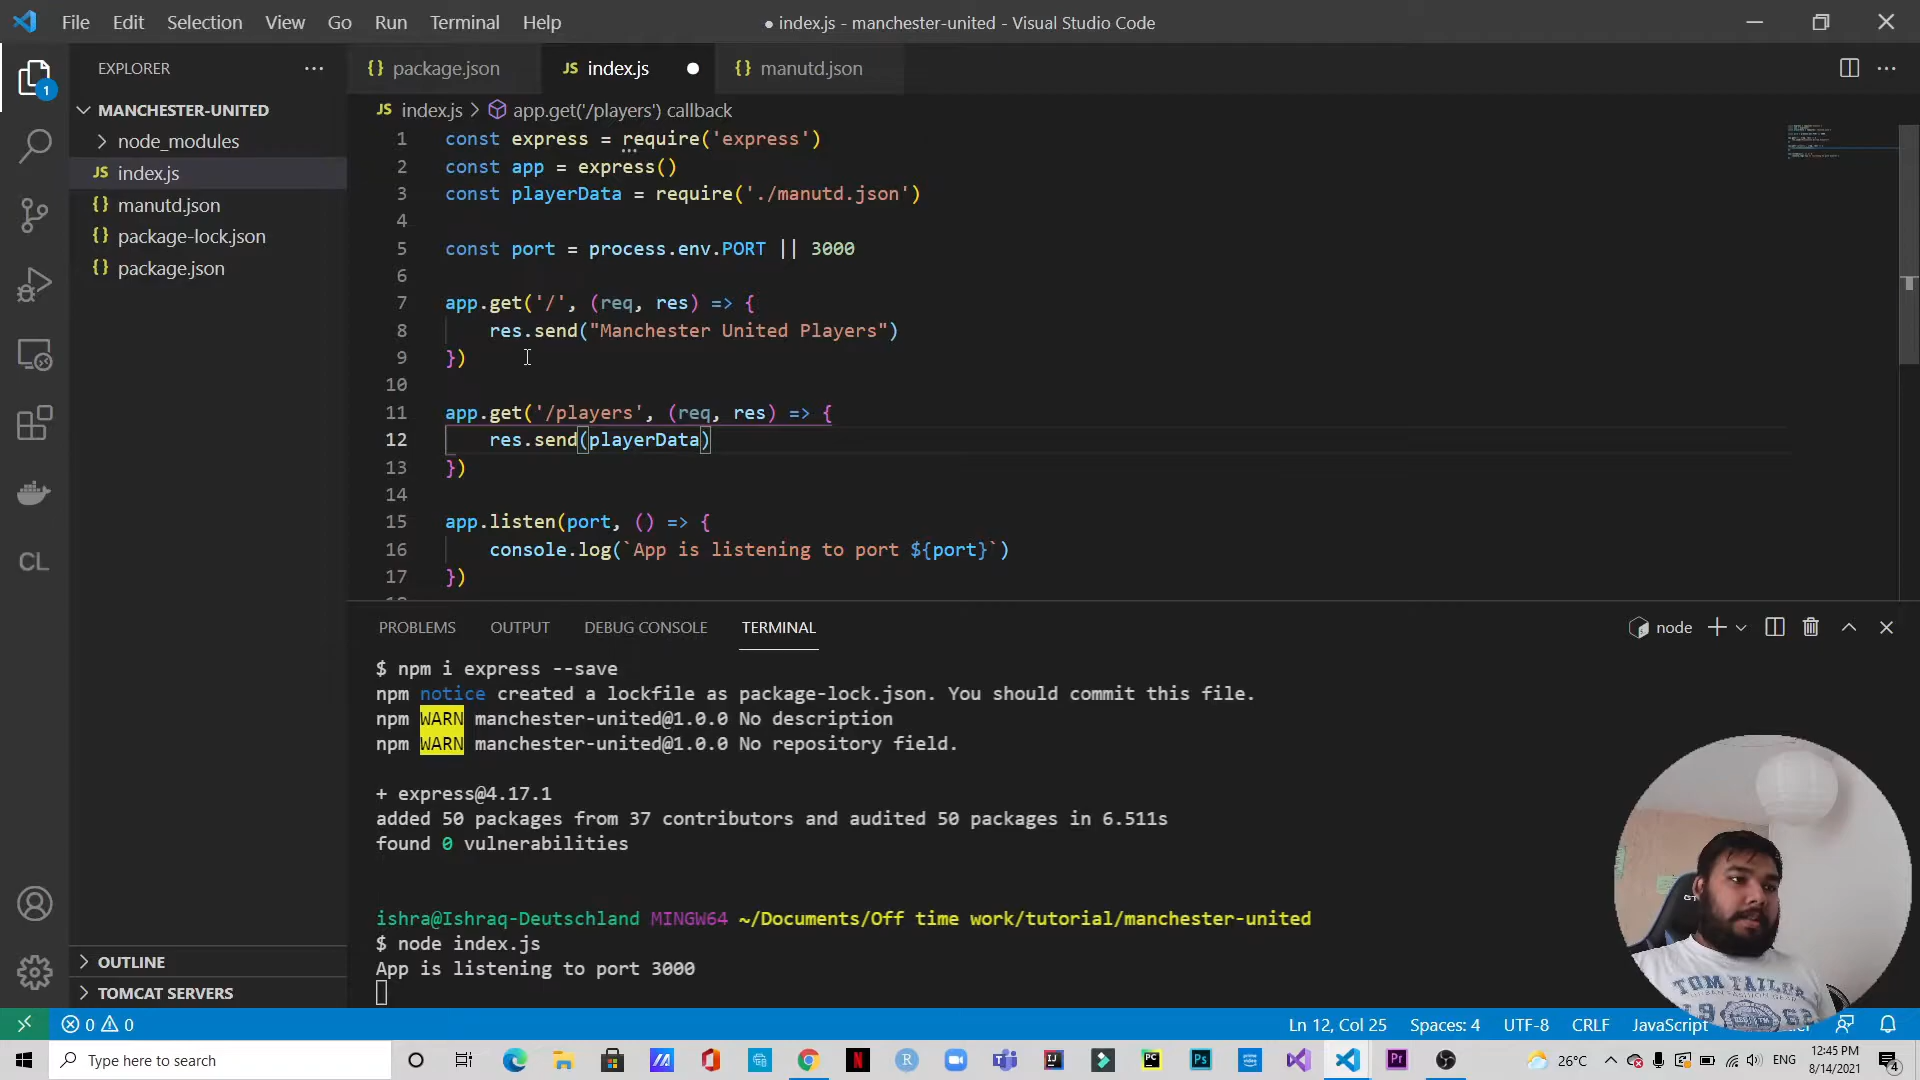 File Edit Selection View Go Run Terminal Help
● index.js - manchester-united - Visual Studio Code
EXPLORER
{} package.json
JS index.js ●
{} manutd.json
1
MANCHESTER-UNITED
node_modules
JS index.js
{} manutd.json
{} package-lock.json
{} package.json
OUTLINE
TOMCAT SERVERS
CL
JS index.js > app.get('/players') callback
1 const express = require('express')
2 const app = express()
3 const playerData = require('./manutd.json')
4
5 const port = process.env.PORT || 3000
6
7 app.get('/', (req, res) => {
8 res.send("Manchester United Players")
9 })
10
11 app.get('/players', (req, res) => {
12 res.send(playerData)
13 })
14
15 app.listen(port, () => {
16 console.log(`App is listening to port ${port}`)
17 })
PROBLEMS OUTPUT DEBUG CONSOLE TERMINAL
node
$ npm i express --save
npm notice created a lockfile as package-lock.json. You should commit this file.
npm WARN manchester-united@1.0.0 No description
npm WARN manchester-united@1.0.0 No repository field.
+ express@4.17.1
added 50 packages from 37 contributors and audited 50 packages in 6.511s
found 0 vulnerabilities
ishra@Ishraq-Deutschland MINGW64 ~/Documents/Off time work/tutorial/manchester-united
$ node index.js
App is listening to port 3000
TOM TAILOR
0 0
Ln 12, Col 25 Spaces: 4 UTF-8 CRLF JavaScript
Type here to search
26°C
ENG
12:45 PM
8/14/2021
4